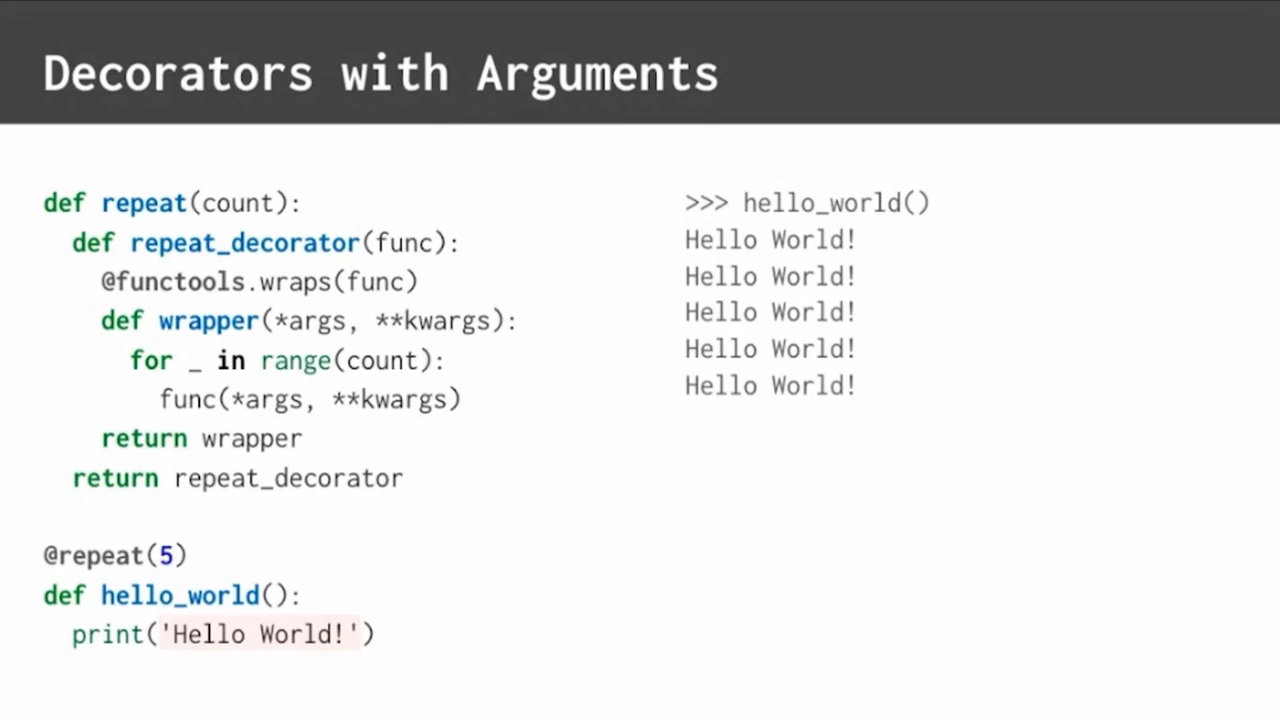 Decorators with Arguments
def repeat(count):
  def repeat_decorator(func):
    @functools.wraps(func)
    def wrapper(*args, **kwargs):
      for _ in range(count):
        func(*args, **kwargs)
    return wrapper
  return repeat_decorator
@repeat(5)
def hello_world():
  print('Hello World!')
>>> hello_world()
Hello World!
Hello World!
Hello World!
Hello World!
Hello World!